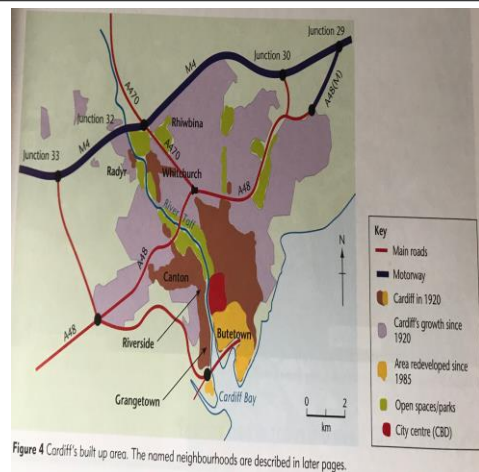 Junction 29
Junction 30
M4
A470
A48(M)
Junction 32
Rhiwbina
M4
A470
Junction 33
Radyr
Whitchurch
A48
River Taff
A48
Canton
A48
Riverside
Butetown
Grangetown
Cardiff Bay
N
0 2
km
Key
Main roads
Motorway
Cardiff in 1920
Cardiff's growth since
1920
Area redeveloped since
1985
Open spaces/parks
City centre (CBD)
Figure 4 Cardiff's built up area. The named neighbourhoods are described in later pages.